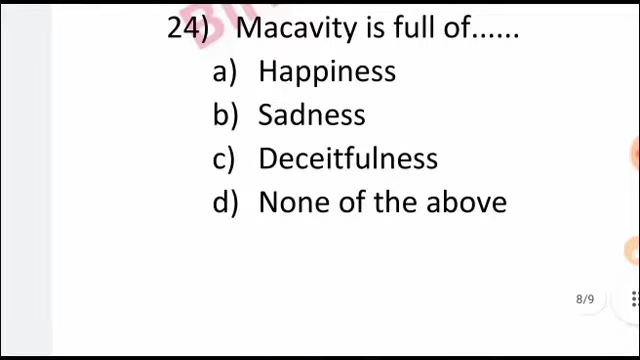 24) Macavity is full of......
a) Happiness
b) Sadness
c) Deceitfulness
d) None of the above
8/9